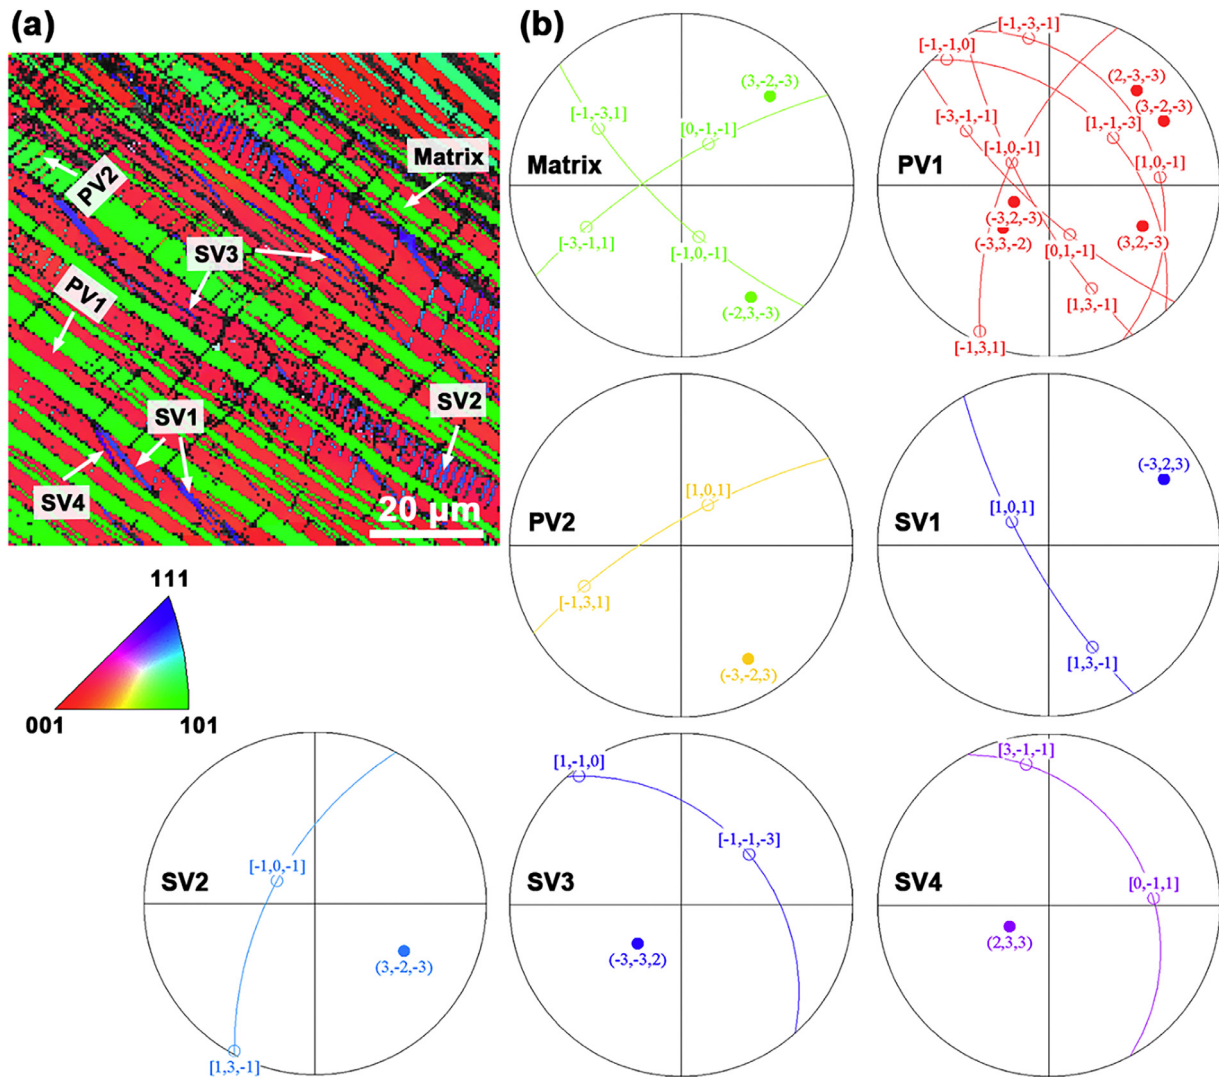 (a)
PV2
Matrix
SV3
PV1
SV1
SV2
SV4
20 μm
111
001
101
(b)
Matrix
(3,-2,-3)
[-1,-3,1]
[0,-1,-1]
[-3,-1,1]
[-1,0,-1]
(-2,3,-3)
PV1
[-1,-3,-1]
[-1,-1,0]
(2,-3,-3)
(3,-2,-3)
[-3,-1,-1]
[1,-1,-3]
[-1,0,-1]
[1,0,-1]
(-3,2,-3)
(-3,3,-2)
[0,1,-1]
(3,2,-3)
[1,3,-1]
[-1,3,1]
PV2
[1,0,1]
[-1,3,1]
(-3,-2,3)
SV1
(-3,2,3)
[1,0,1]
[1,3,-1]
SV2
[-1,0,-1]
(3,-2,-3)
[1,3,-1]
SV3
[1,-1,0]
[-1,-1,-3]
(-3,-3,2)
SV4
[3,-1,-1]
[0,-1,1]
(2,3,3)